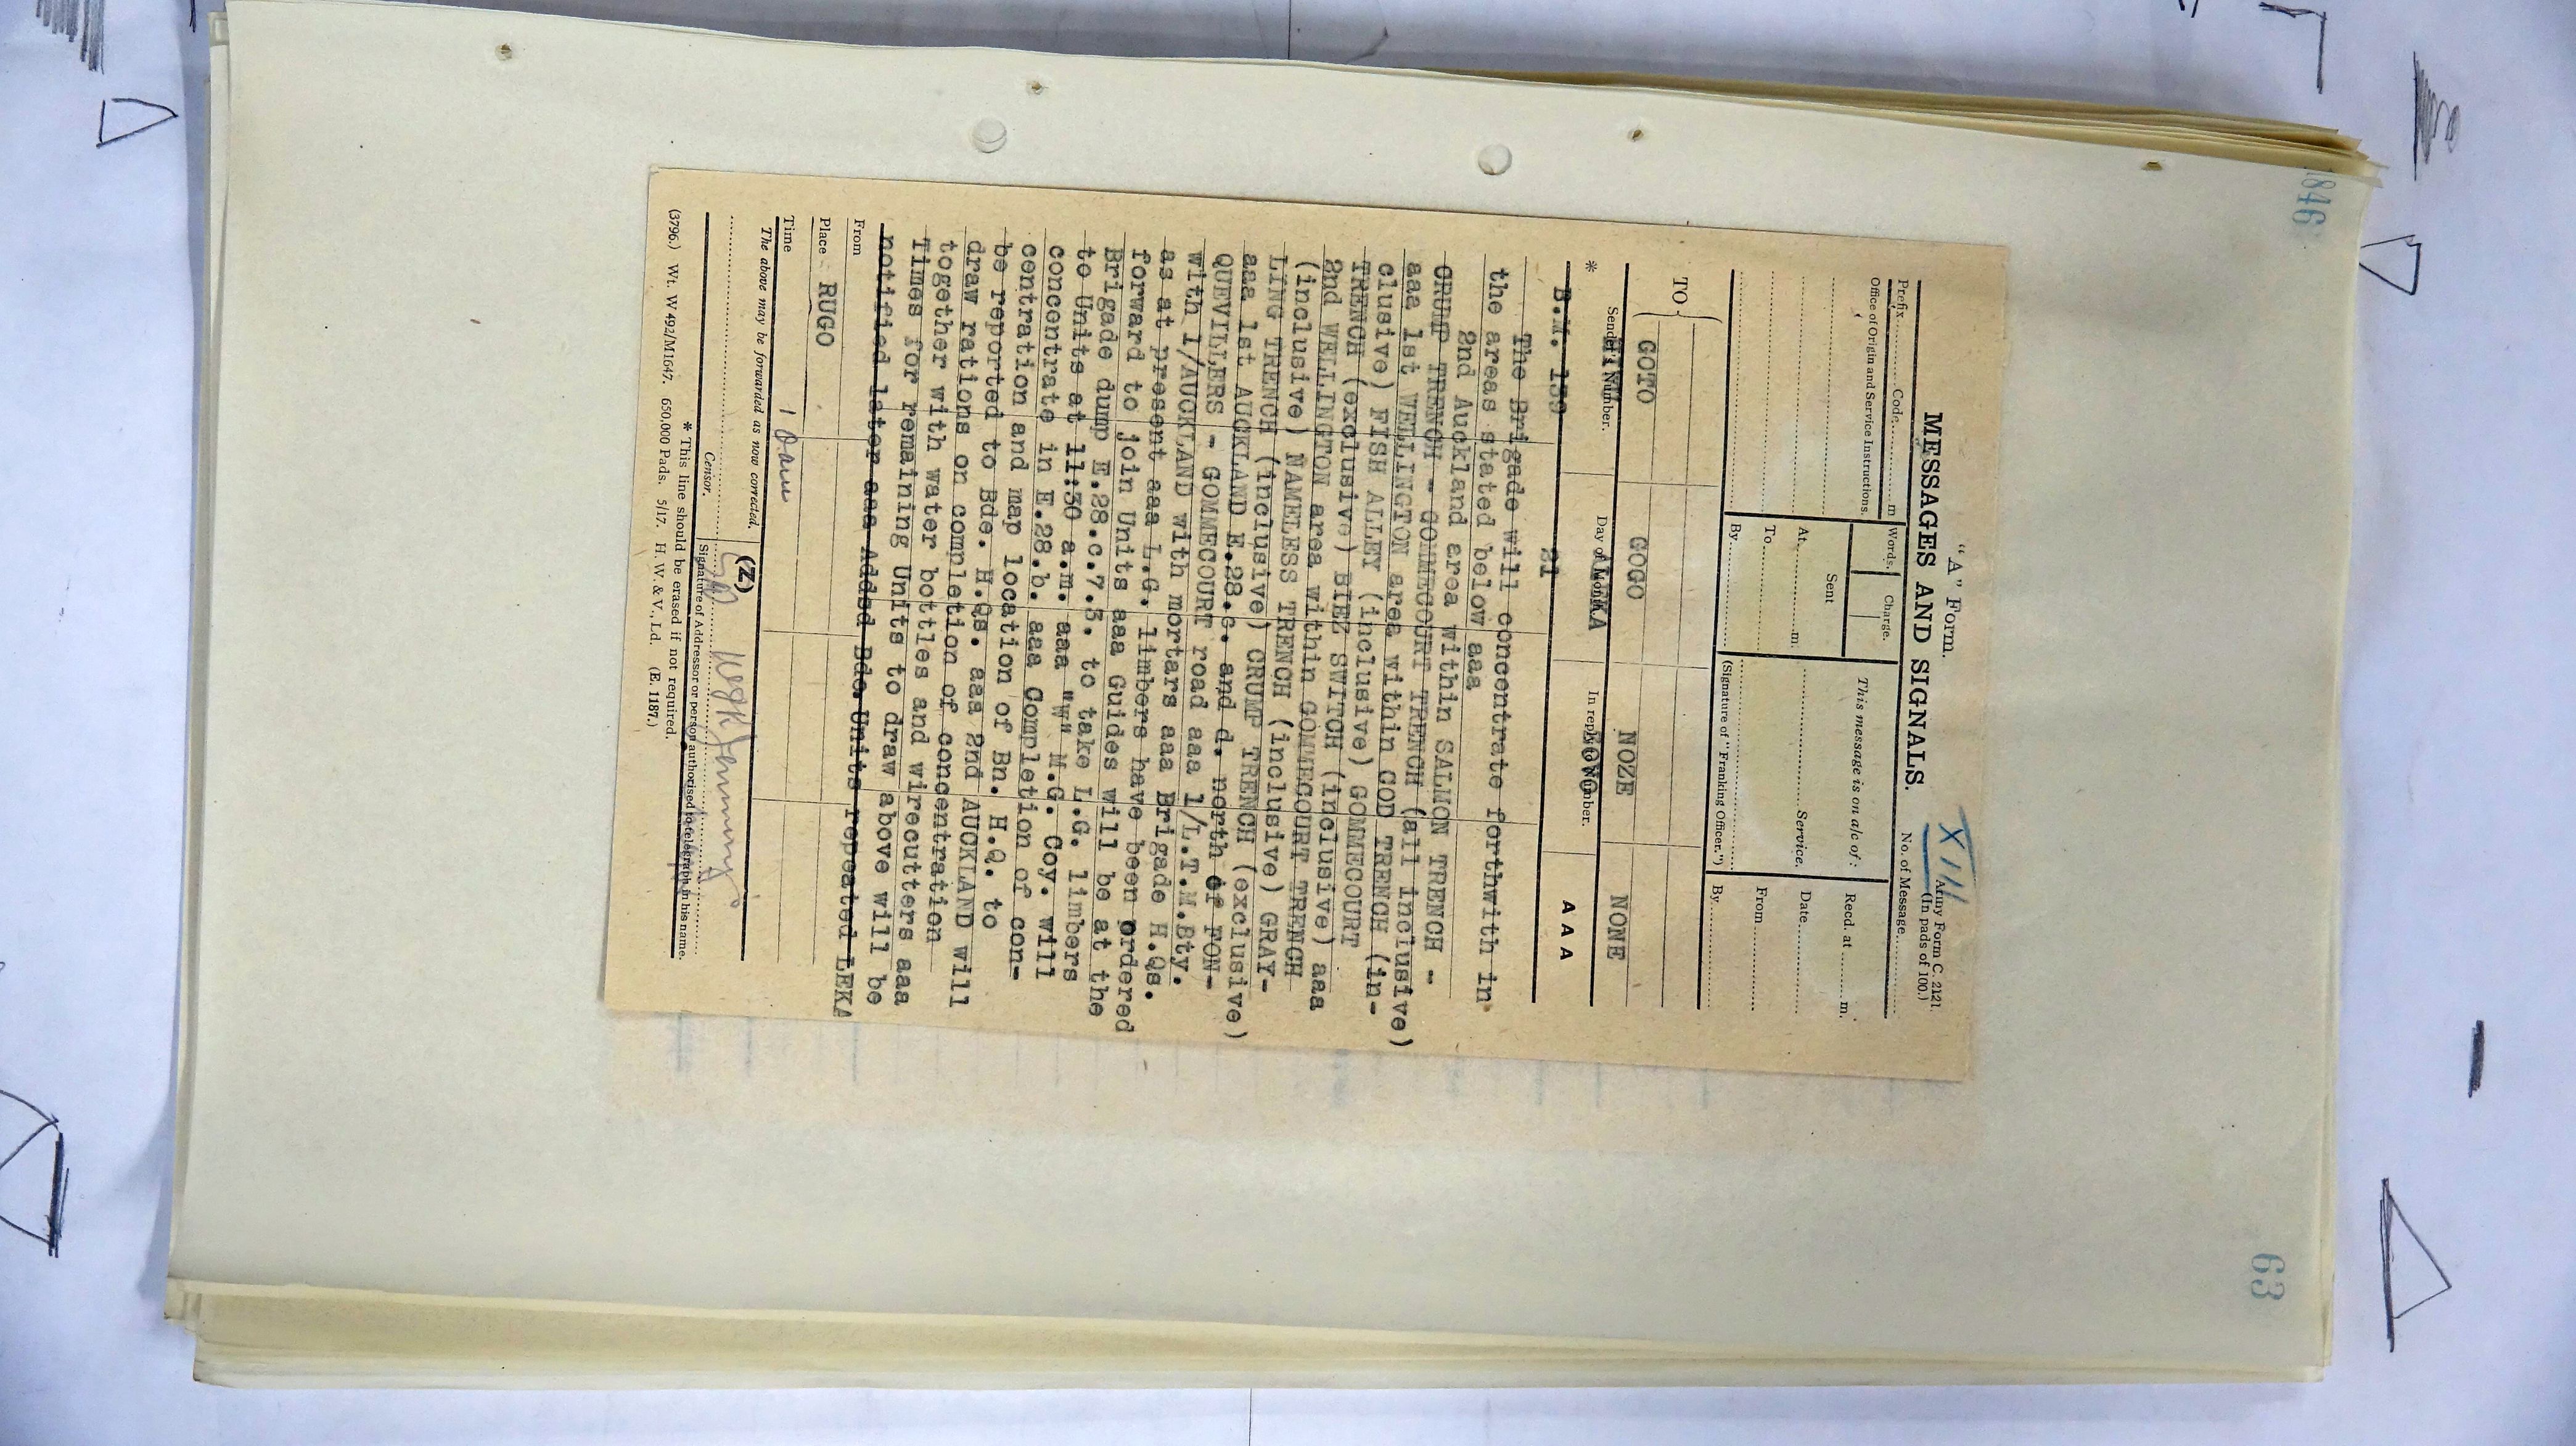 1846
63
"A" Form.
MESSAGES AND SIGNALS.
XIII
Army Form C. 2121.
(In pads of 100.)
No. of Message
Prefix Code m
Words. Charge.
This message is on a/c of:
Recd. at m.
Office of Origin and Service Instructions.
Sent
Service.
Date
At m.
From
To
By
(Signature of "Franking Officer.")
By
TO
GOTO GOGO NOZE NONE
LEKA
* Sender's Number. Day of Month. In reply to Number.
B.M. 21 A A A
The Brigade will concentrate forthwith in
the areas stated below aaa
2nd Auckland area within SALMON TRENCH -
CRUMP TRENCH - GOMMECOURT TRENCH (all inclusive)
aaa 1st WELLINGTON area within GOD TRENCH (in-
clusive) FISH ALLEY (inclusive) GOMMECOURT
TRENCH (exclusive) BIEZ SWITCH (inclusive) aaa
2nd WELLINGTON area within GOMMECOURT TRENCH
(inclusive) NAMELESS TRENCH (inclusive) GRAY-
LING TRENCH (inclusive) CRUMP TRENCH (exclusive)
aaa 1st AUCKLAND E.28.c. and d. north of FON-
QUEVILLERS - GOMMECOURT road aaa 1/L.T.M.Bty.
with 1/AUCKLAND with mortars aaa Brigade H.Qs.
as at present aaa L.G. limbers have been ordered
forward to join Units aaa Guides will be at the
Brigade dump E.28.c.7.3. to take L.G. limbers
to Units at 11:30 a.m. aaa "W" M.G. Coy. will
concentrate in E.28.b. aaa Completion of con-
centration and map location of Bn. H.Q. to
be reported to Bde. H.Qs. aaa 2nd AUCKLAND will
draw rations on completion of concentration
together with water bottles and wirecutters aaa
Times for remaining Units to draw above will be
notified later aaa Addsd Bde. Units repeated LEKA
From
Place RUGO
Time
The above may be forwarded as now corrected. (Z)
Censor. Signature of Addressor or person authorised to telegraph in his name.
* This line should be erased if not required.
(3796.) Wt. W 492/M1647. 650,000 Pads. 5/17. H. W. & V., Ld. (E. 1187.)